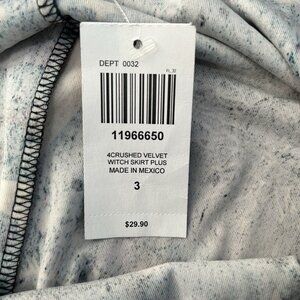 DEPT 0032
11966650
4CRUSHED VELVET
WITCH SKIRT PLUS
MADE IN MEXICO
3
$29.90